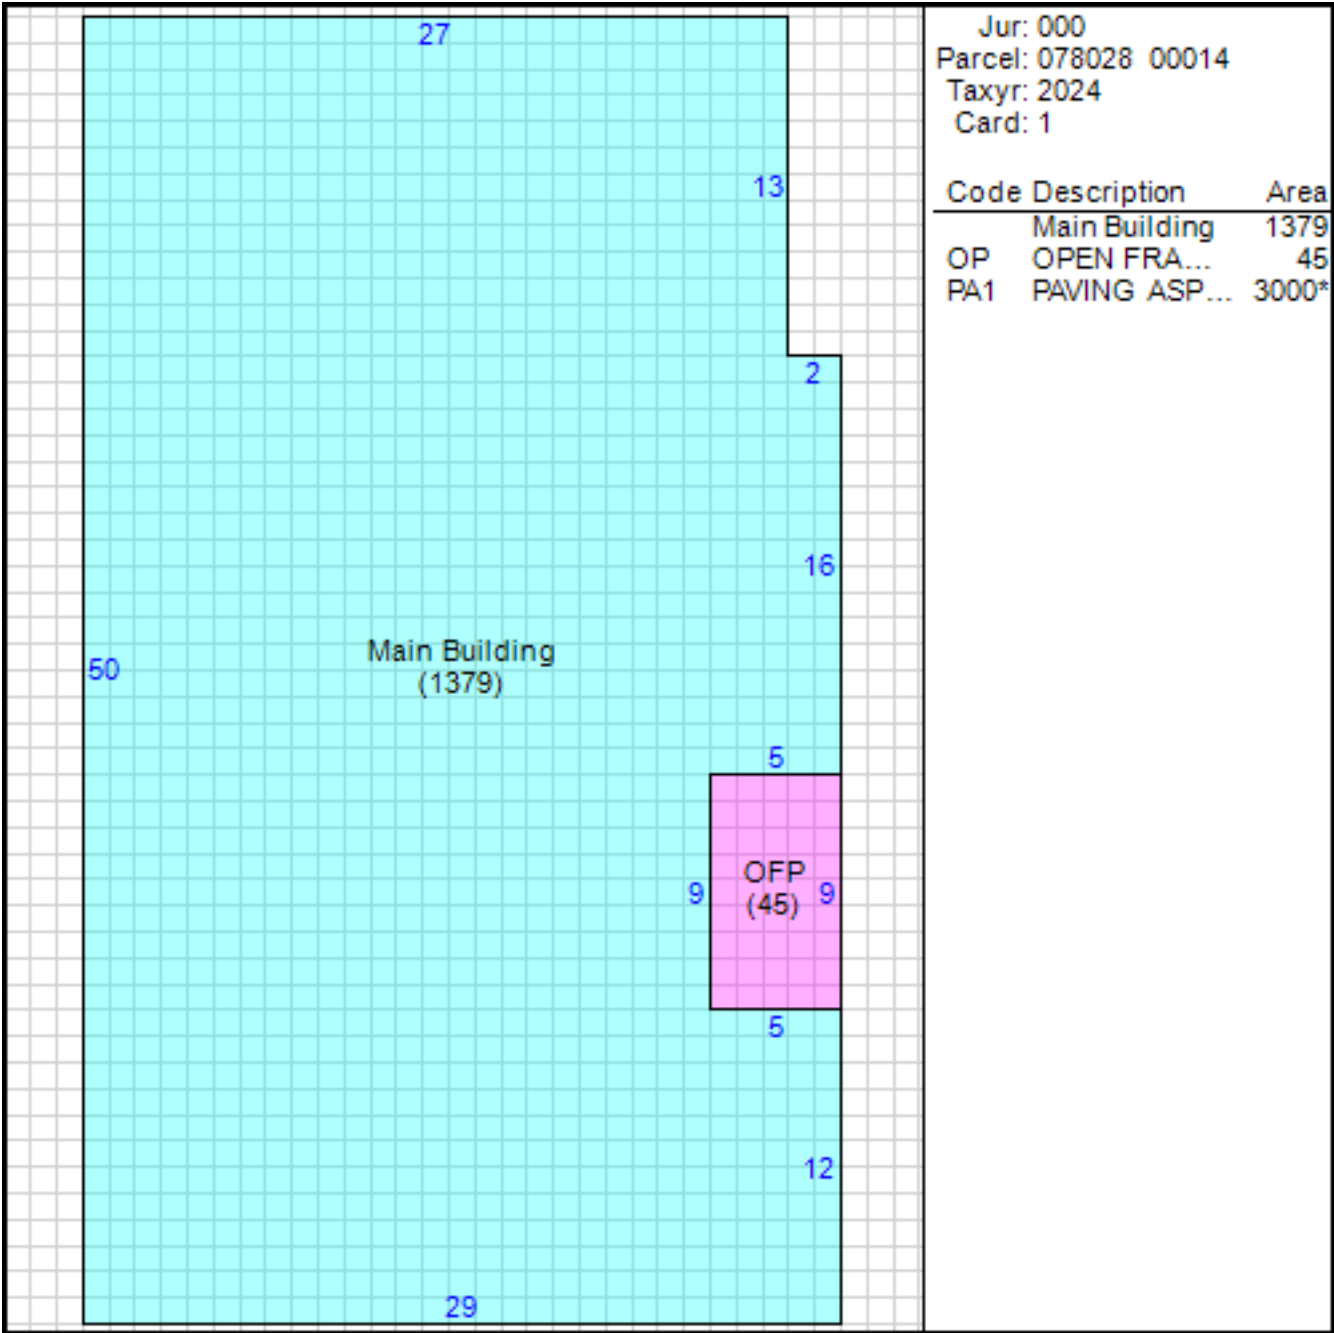 27
13
2
16
50
Main Building
(1379)
5
9
OFP
(45)
9
5
12
29
Jur: 000
Parcel: 078028 00014
Taxyr: 2024
Card: 1
Code Description Area
Main Building 1379
OP OPEN FRA... 45
PA1 PAVING ASP... 3000*